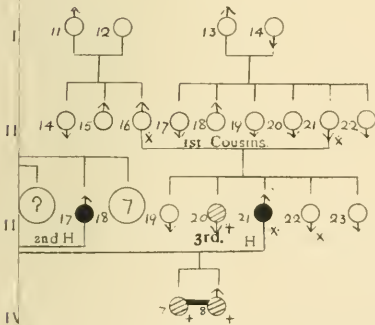 I 11 12 13 14
14 15 16 x 17 18 19 20 21 x 22
1st Cousins
? 17 18 7 19 20 + 21 x 22 x 23
II 2nd H 3rd. H
7 + 8 +
IV